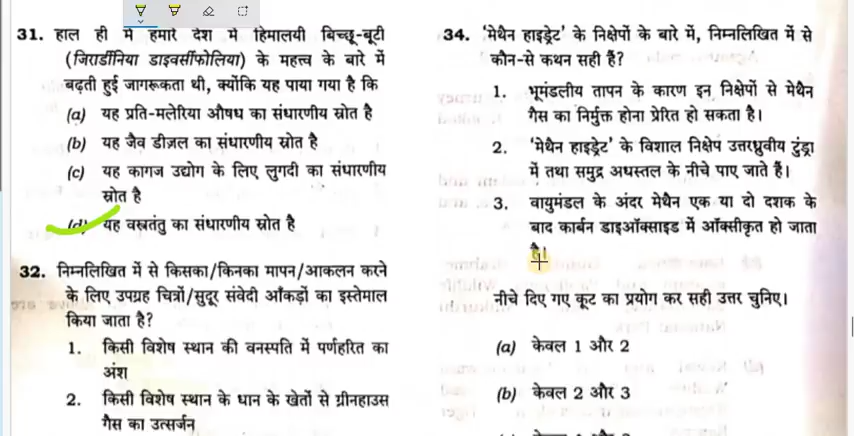 31. हाल ही में हमारे देश में हिमालयी बिच्छू-बूटी
(जिरार्डीनिया डाइवर्सीफोलिया) के महत्त्व के बारे में
बढ़ती हुई जागरूकता थी, क्योंकि यह पाया गया है कि
(a) यह प्रति-मलेरिया औषध का संधारणीय स्रोत है
(b) यह जैव डीज़ल का संधारणीय स्रोत है
(c) यह कागज उद्योग के लिए लुगदी का संधारणीय
स्रोत है
(d) यह वस्त्रतंतु का संधारणीय स्रोत है
32. निम्नलिखित में से किसका/किनका मापन/आकलन करने
के लिए उपग्रह चित्रों/सुदूर संवेदी आँकड़ों का इस्तेमाल
किया जाता है?
1. किसी विशेष स्थान की वनस्पति में पर्णहरित का
अंश
2. किसी विशेष स्थान के धान के खेतों से ग्रीनहाउस
गैस का उत्सर्जन
34. 'मेथैन हाइड्रेट' के निक्षेपों के बारे में, निम्नलिखित में से
कौन-से कथन सही हैं?
1. भूमंडलीय तापन के कारण इन निक्षेपों से मेथैन
गैस का निर्मुक्त होना प्रेरित हो सकता है।
2. 'मेथैन हाइड्रेट' के विशाल निक्षेप उत्तरध्रुवीय टुंड्रा
में तथा समुद्र अधस्तल के नीचे पाए जाते हैं।
3. वायुमंडल के अंदर मेथैन एक या दो दशक के
बाद कार्बन डाइऑक्साइड में ऑक्सीकृत हो जाता
है।
नीचे दिए गए कूट का प्रयोग कर सही उत्तर चुनिए।
(a) केवल 1 और 2
(b) केवल 2 और 3